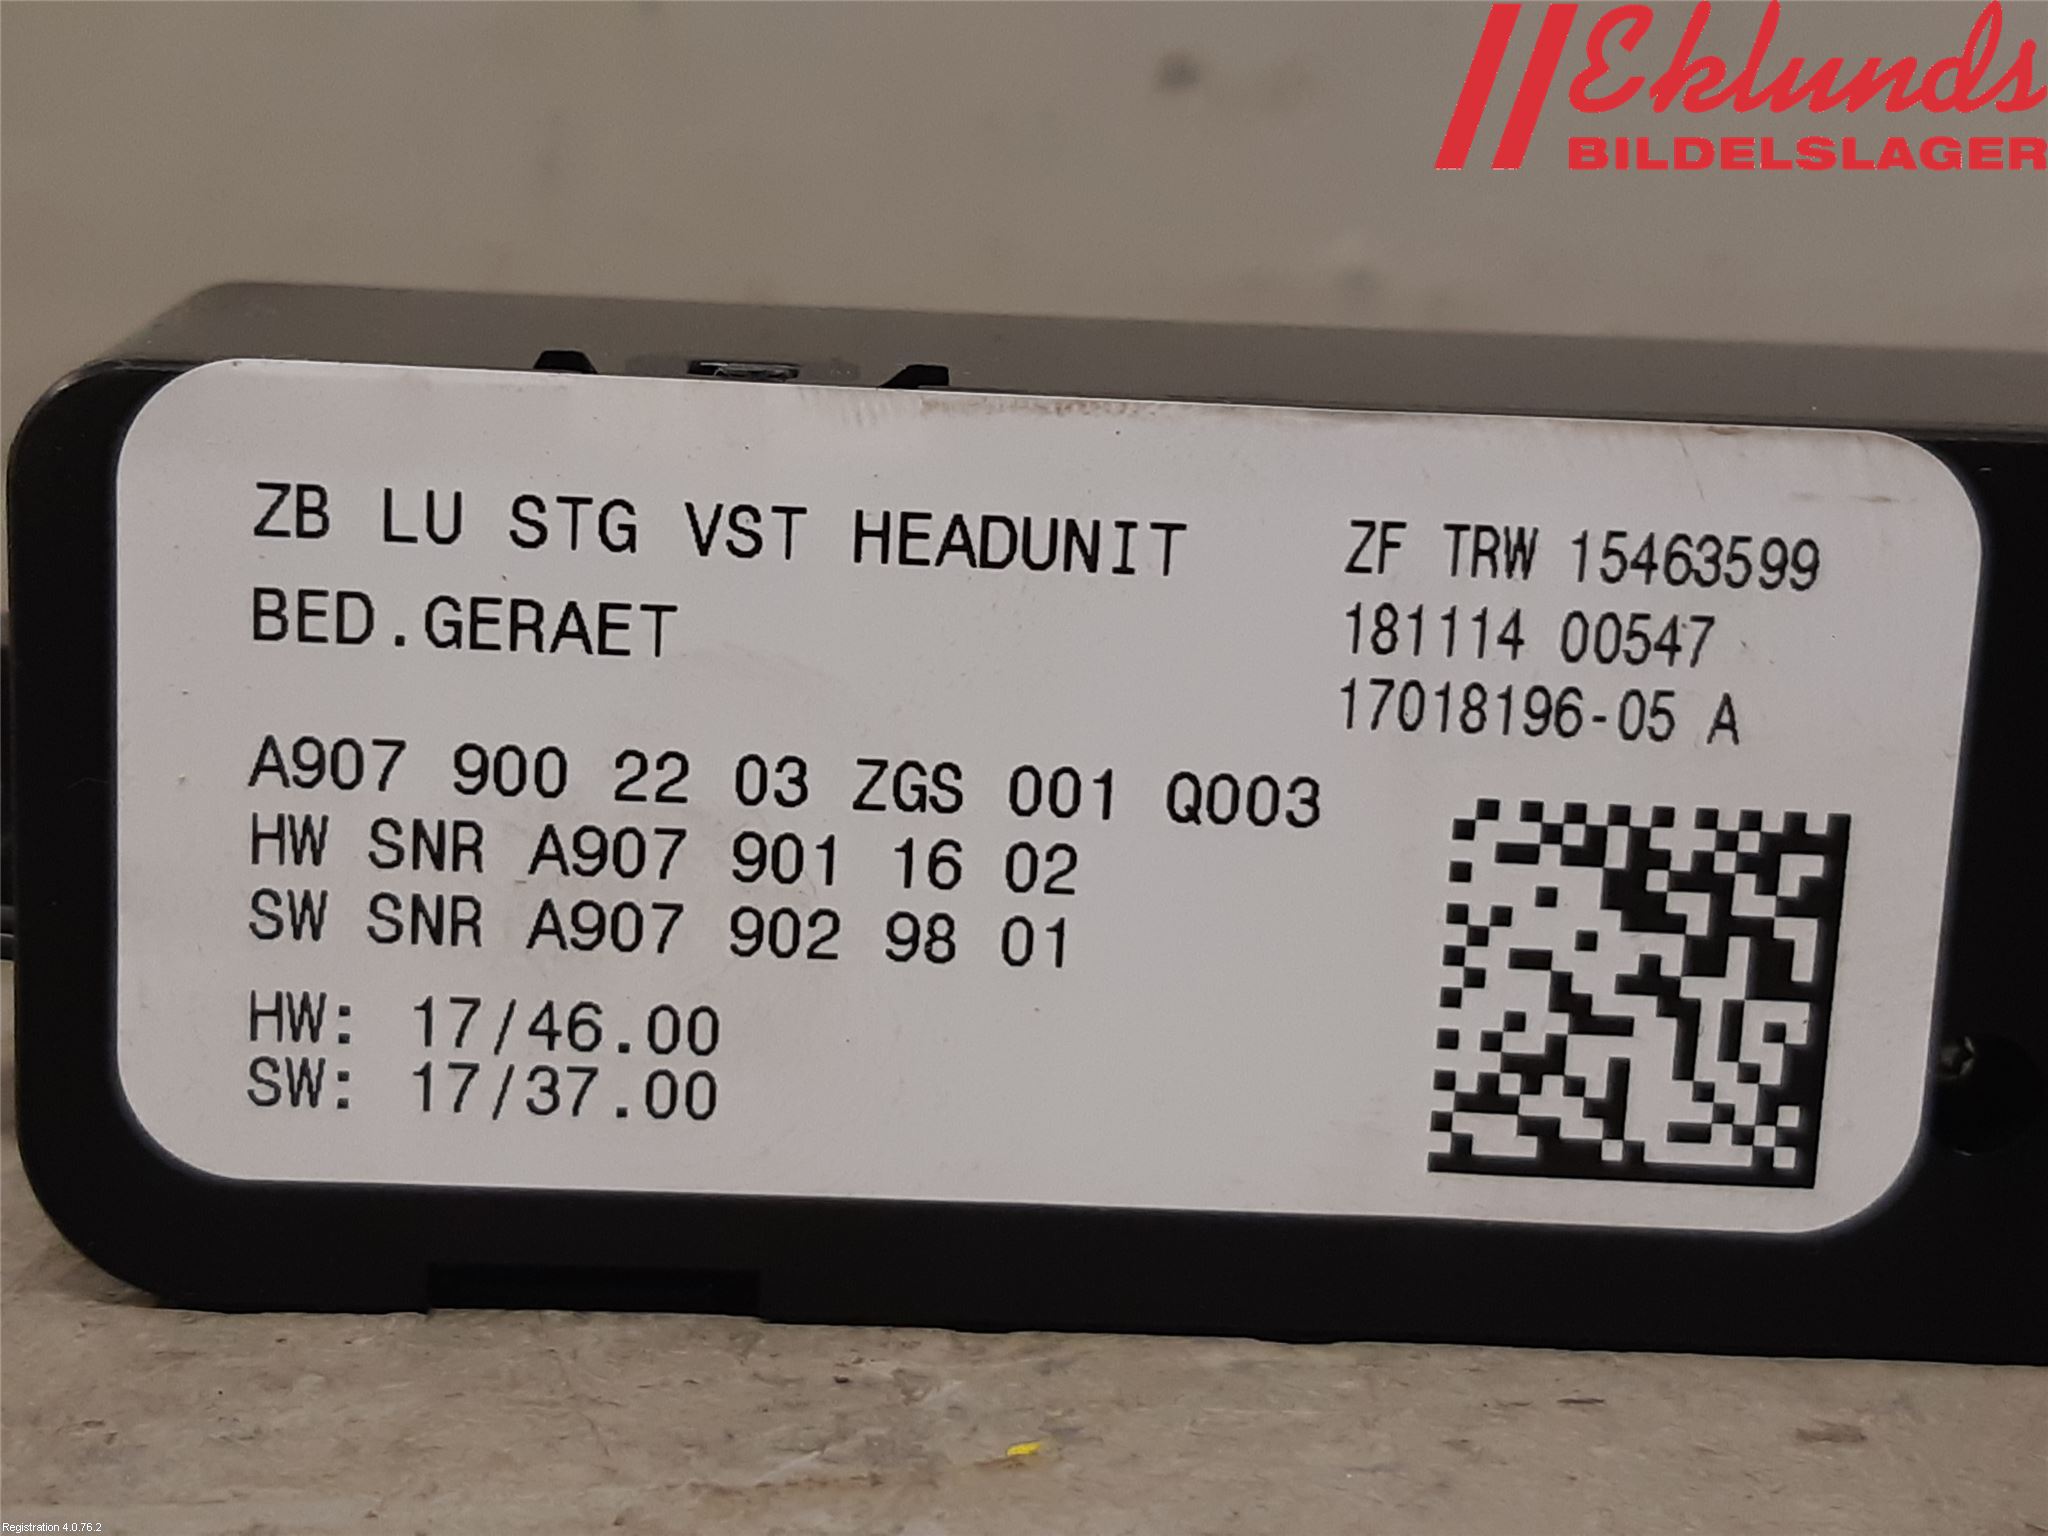 Eklunds
BILDELSLAGER
ZB LU STG VST HEADUNIT
BED.GERAET
ZF TRW 15463599
181114 00547
17018196-05 A
A907 900 22 03 ZGS 001 Q003
HW SNR A907 901 16 02
SW SNR A907 902 98 01
HW: 17/46.00
SW: 17/37.00
Registration 4.0.76.2